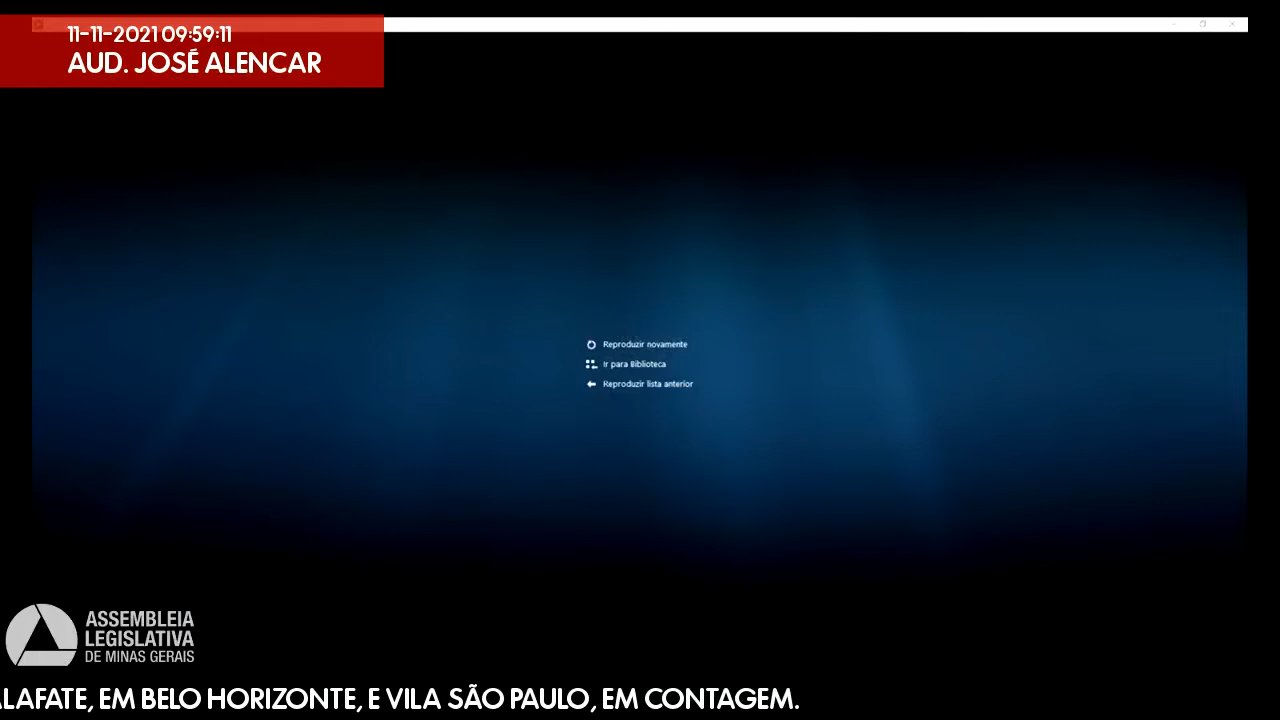 11-11-2021 09:59:11
AUD. JOSÉ ALENCAR
Reproduzir novamente
Ir para Biblioteca
Reproduzir lista anterior
ASSEMBLEIA
LEGISLATIVA
DE MINAS GERAIS
LAFATE, EM BELO HORIZONTE, E VILA SÃO PAULO, EM CONTAGEM.